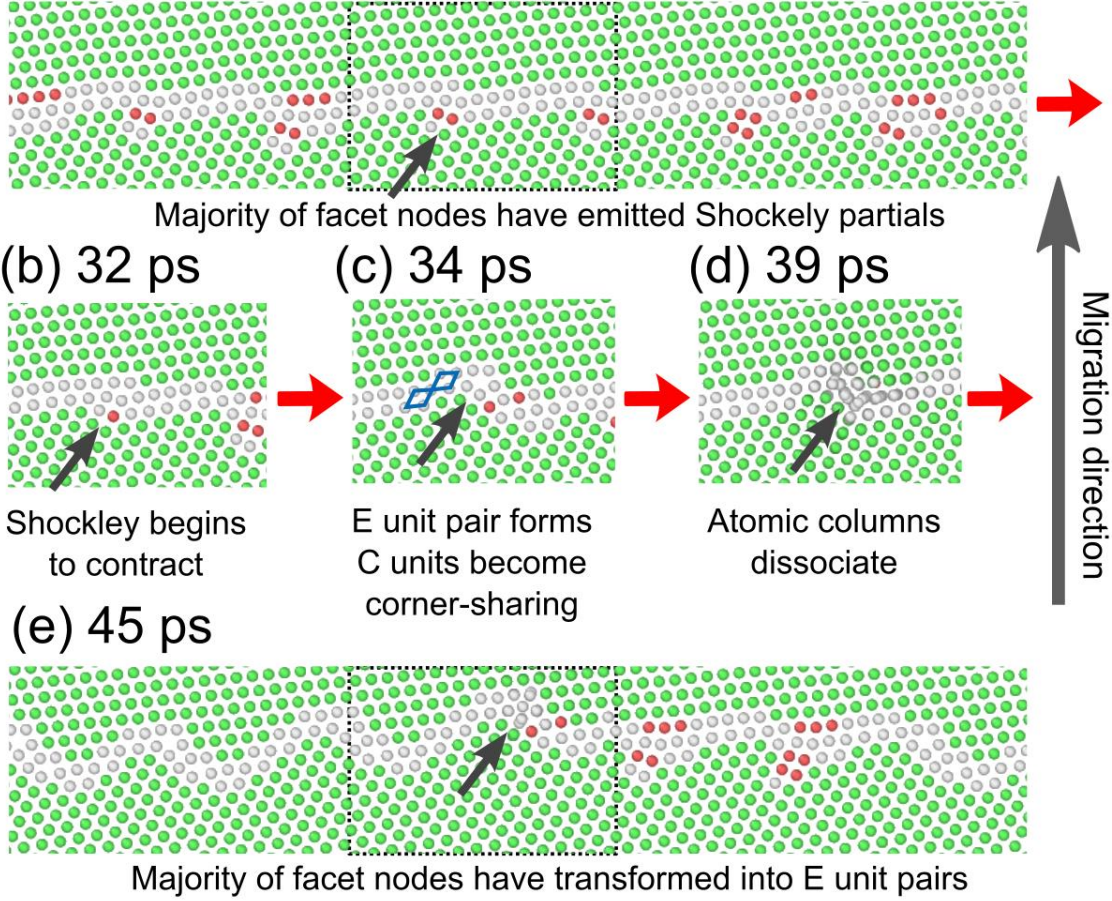 Majority of facet nodes have emitted Shockely partials
(b) 32 ps
(c) 34 ps
(d) 39 ps
Migration direction
Shockley begins
to contract
E unit pair forms
C units become
corner-sharing
Atomic columns
dissociate
(e) 45 ps
Majority of facet nodes have transformed into E unit pairs